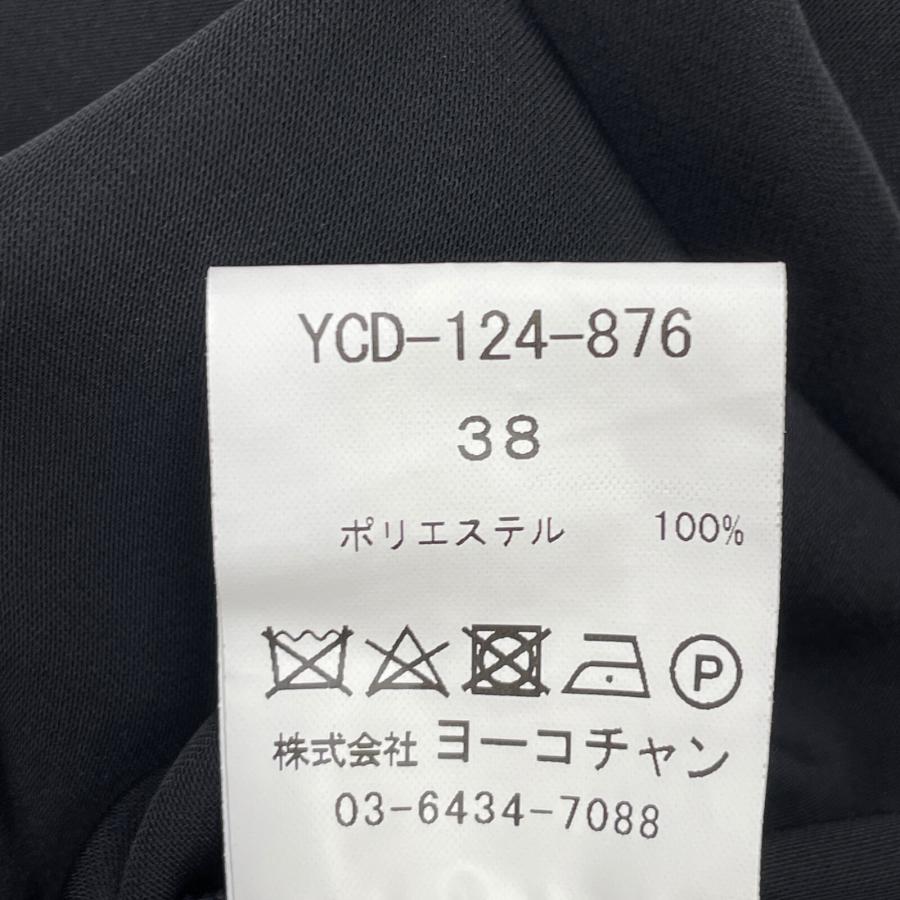 YCD-124-876
38
ポリエステル 100%
P
株式会社 ヨーコチャン
03-6434-7088